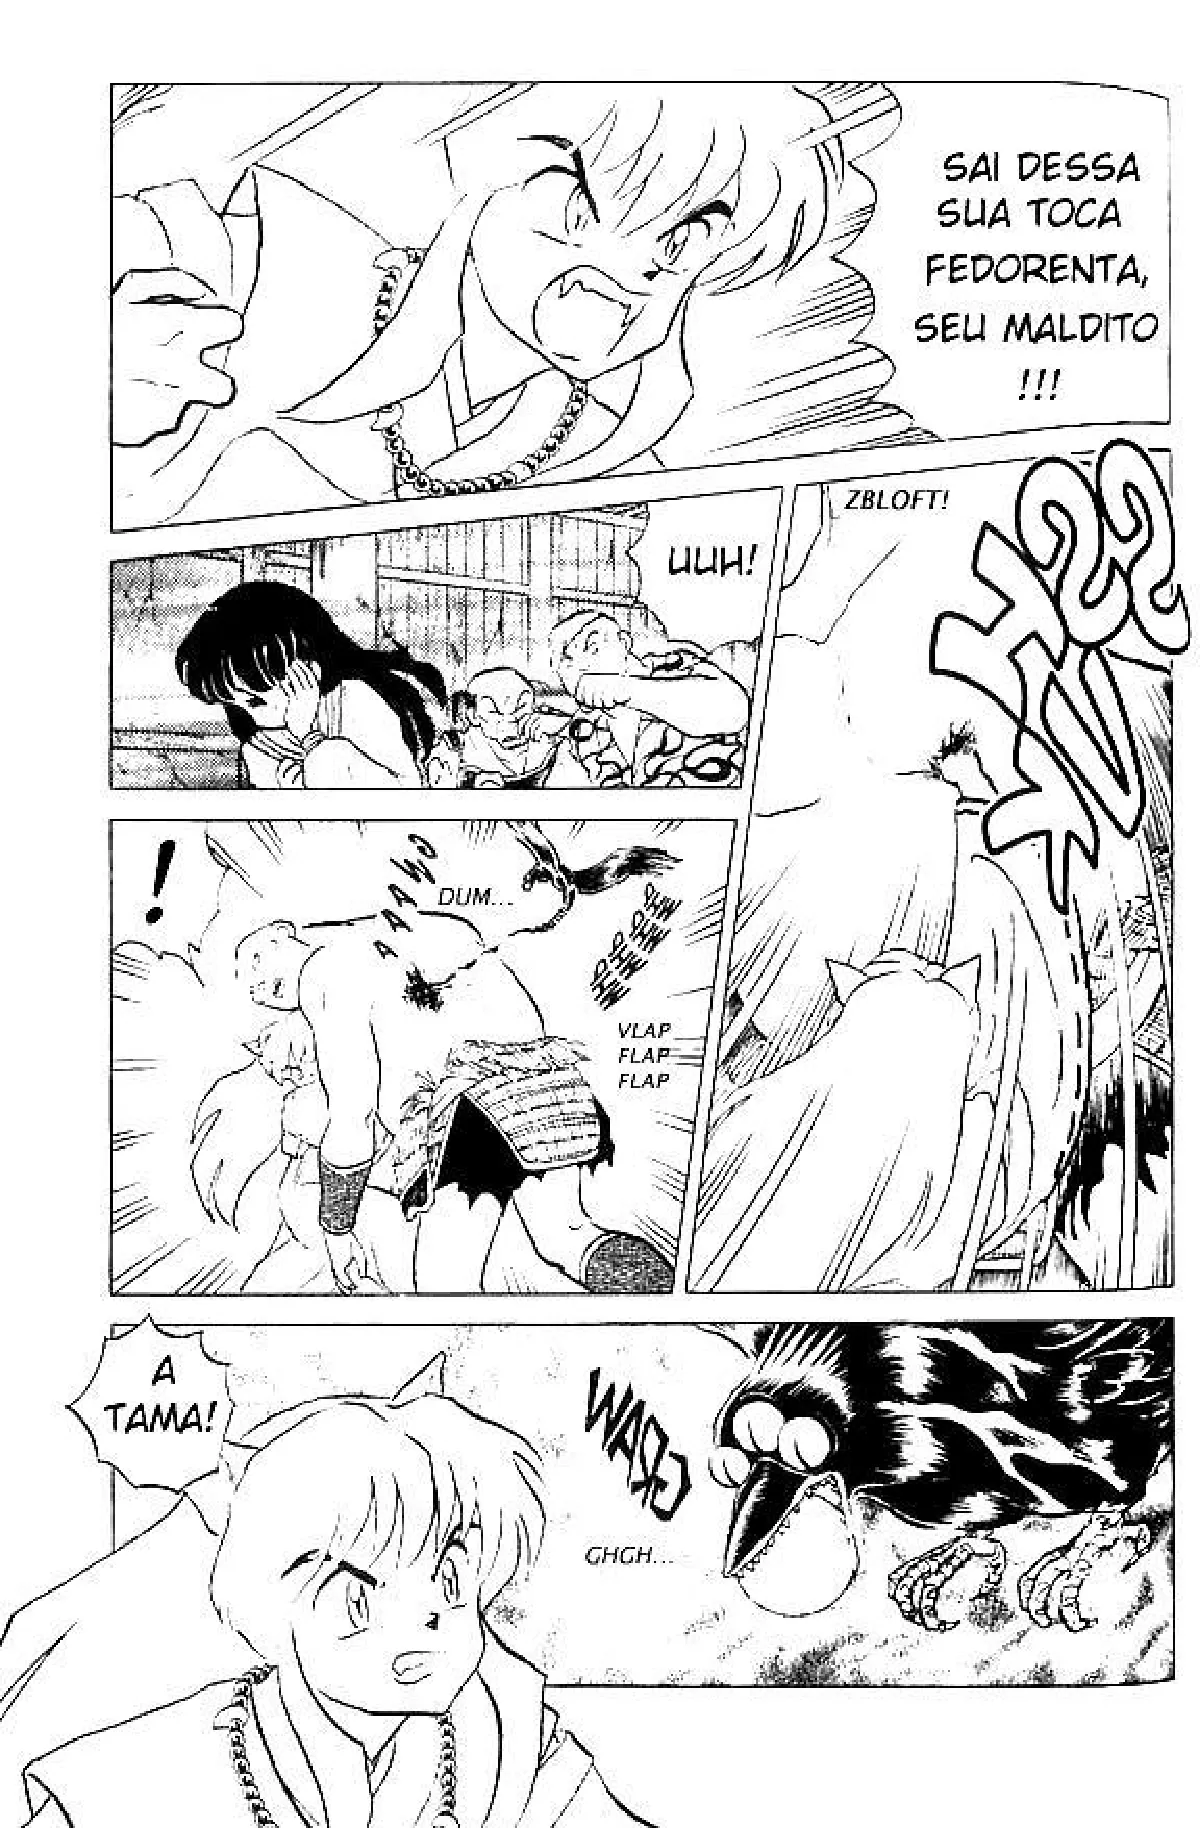 SAI DESSA
SUA TOCA
FEDORENTA,
SEU MALDITO
!!!
UUH!
ZBLOFT!
!
DUM...
VLAP
FLAP
FLAP
A
TAMA!
GHGH...